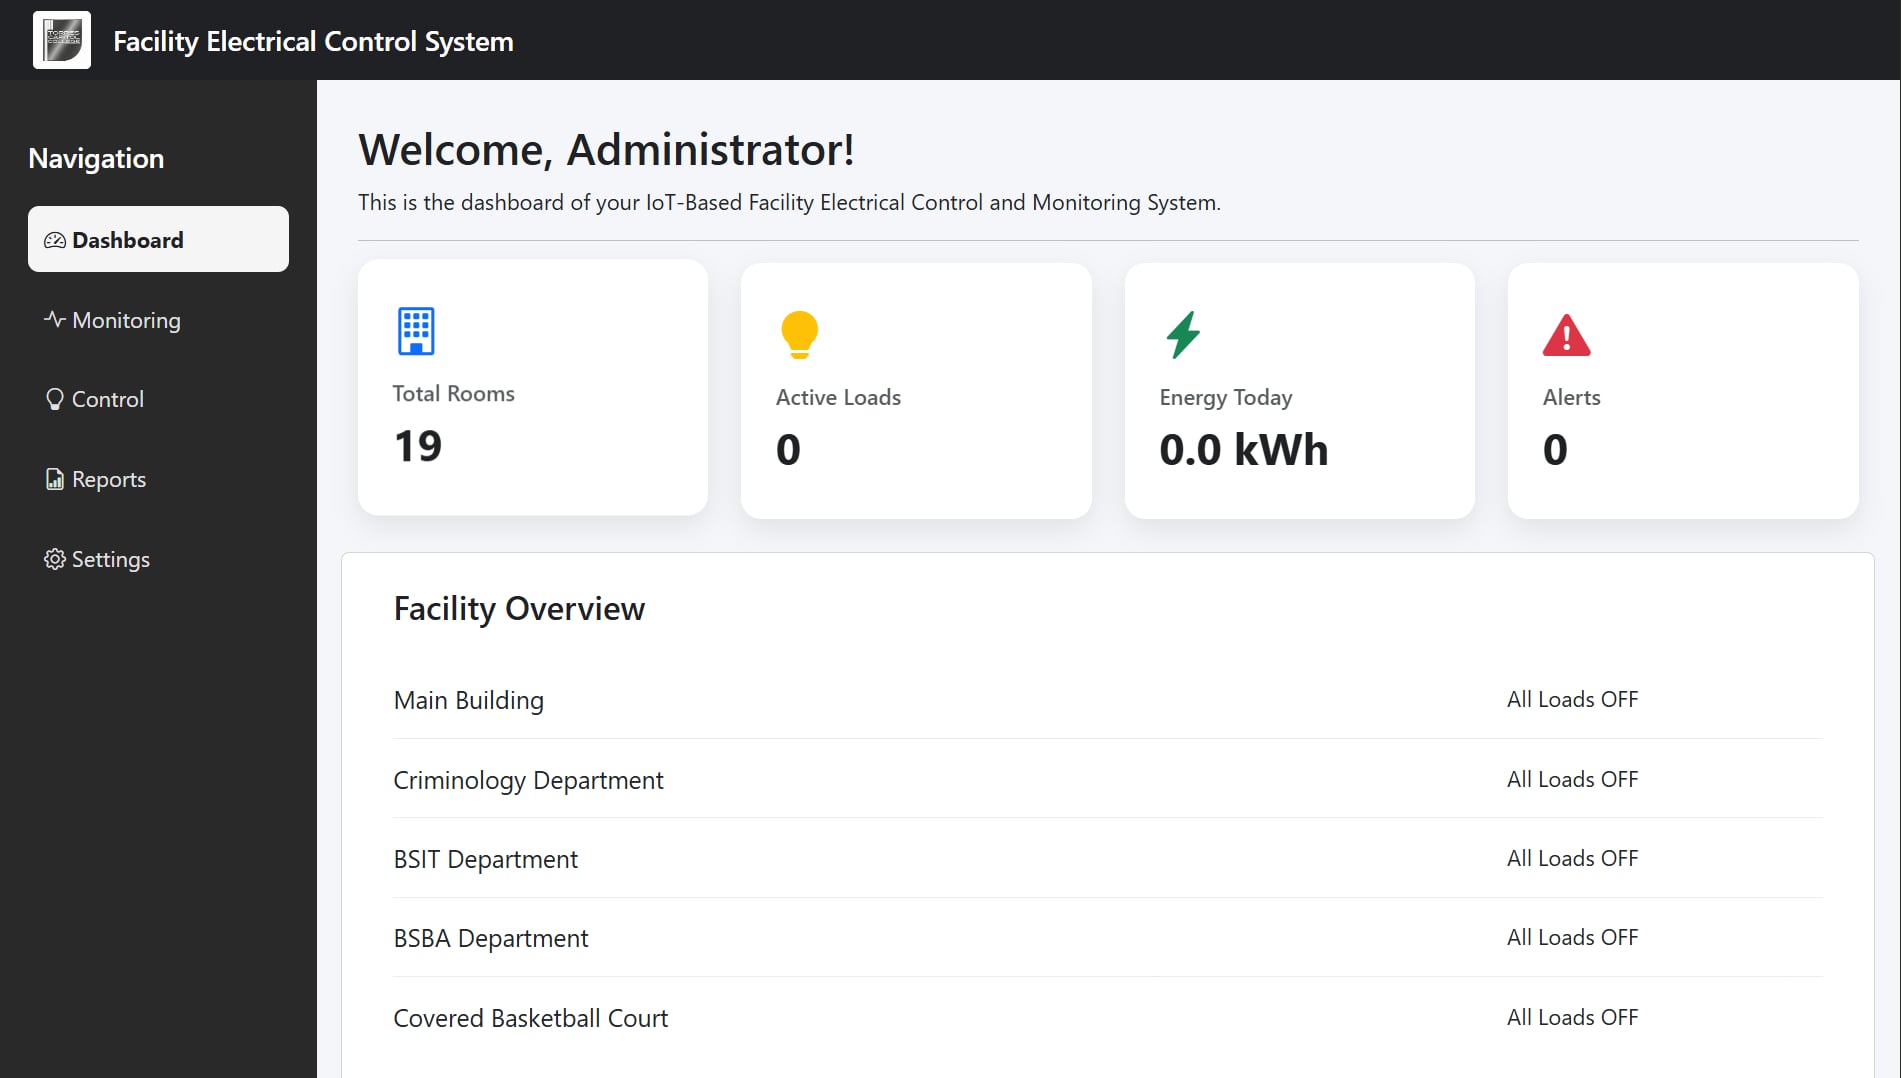 Facility Electrical Control System
Navigation
Dashboard
Monitoring
Control
Reports
Settings
Welcome, Administrator!
This is the dashboard of your IoT-Based Facility Electrical Control and Monitoring System.
Total Rooms
19
Active Loads
0
Energy Today
0.0 kWh
Alerts
0
Facility Overview
Main Building All Loads OFF
Criminology Department All Loads OFF
BSIT Department All Loads OFF
BSBA Department All Loads OFF
Covered Basketball Court All Loads OFF